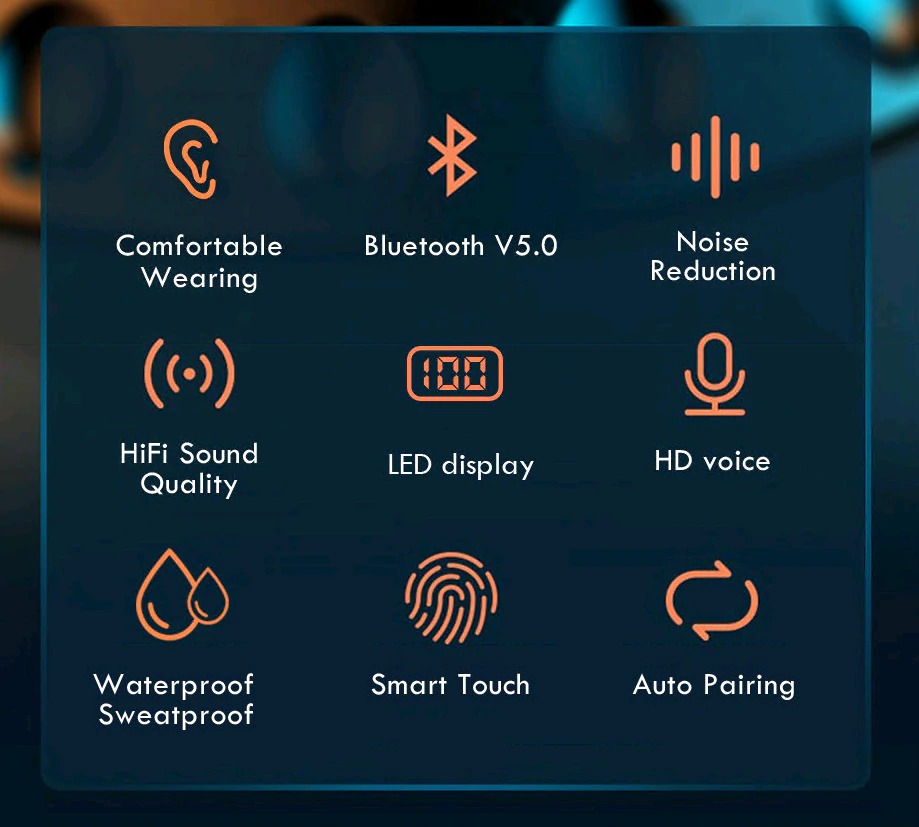 Comfortable
Wearing
Bluetooth V5.0
Noise
Reduction
HiFi Sound
Quality
100
LED display
HD voice
Waterproof
Sweatproof
Smart Touch
Auto Pairing